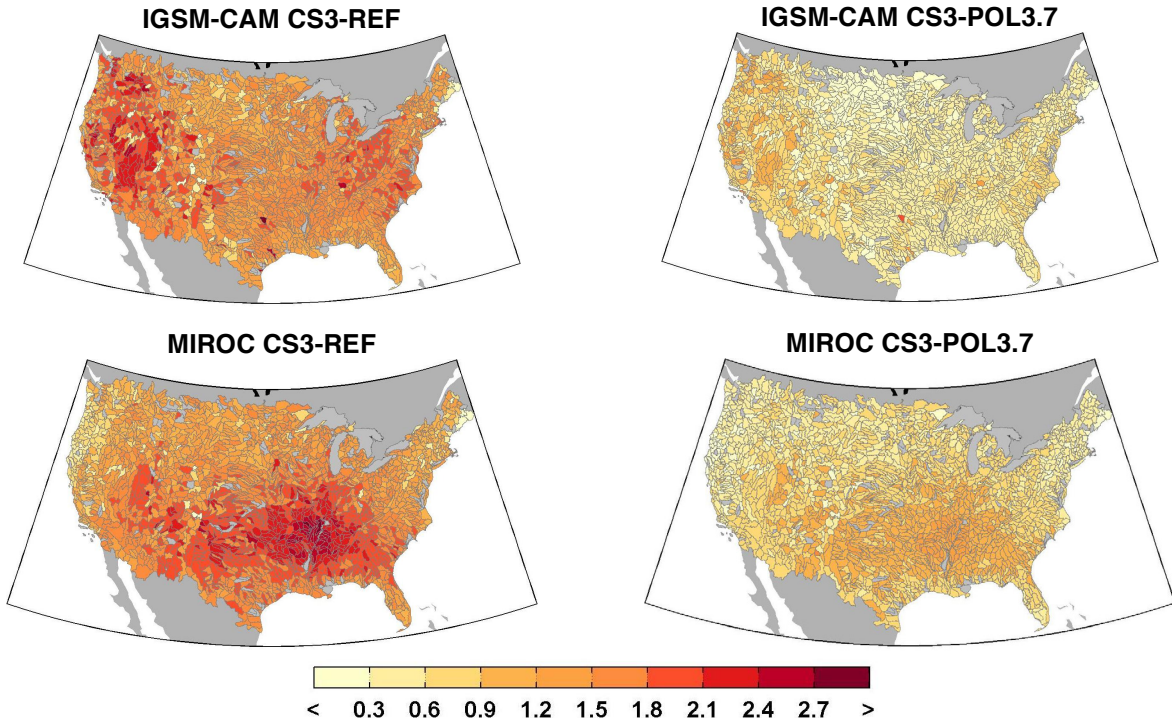 IGSM-CAM CS3-REF
IGSM-CAM CS3-POL3.7
MIROC CS3-REF
MIROC CS3-POL3.7
< 0.3 0.6 0.9 1.2 1.5 1.8 2.1 2.4 2.7 >